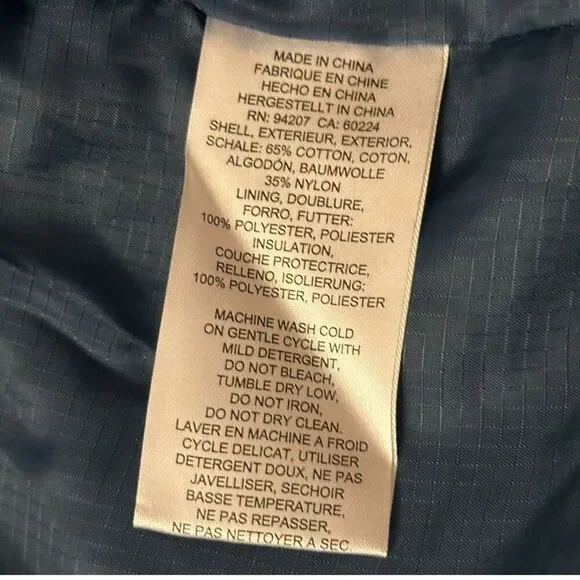 MADE IN CHINA
FABRIQUE EN CHINE
HECHO EN CHINA
HERGESTELLT IN CHINA
RN: 94207 CA: 60224
SHELL, EXTERIEUR, EXTERIOR,
SCHALE: 65% COTTON, COTON,
ALGODÓN, BAUMWOLLE
35% NYLON
LINING, DOUBLURE,
FORRO, FUTTER:
100% POLYESTER, POLIESTER
INSULATION,
COUCHE PROTECTRICE,
RELLENO, ISOLIERUNG:
100% POLYESTER, POLIESTER
MACHINE WASH COLD
ON GENTLE CYCLE WITH
MILD DETERGENT,
DO NOT BLEACH,
TUMBLE DRY LOW,
DO NOT IRON,
DO NOT DRY CLEAN.
LAVER EN MACHINE A FROID
CYCLE DELICAT, UTILISER
DETERGENT DOUX, NE PAS
JAVELLISER, SECHOIR
BASSE TEMPERATURE,
NE PAS REPASSER,
NE PAS NETTOYER A SEC.